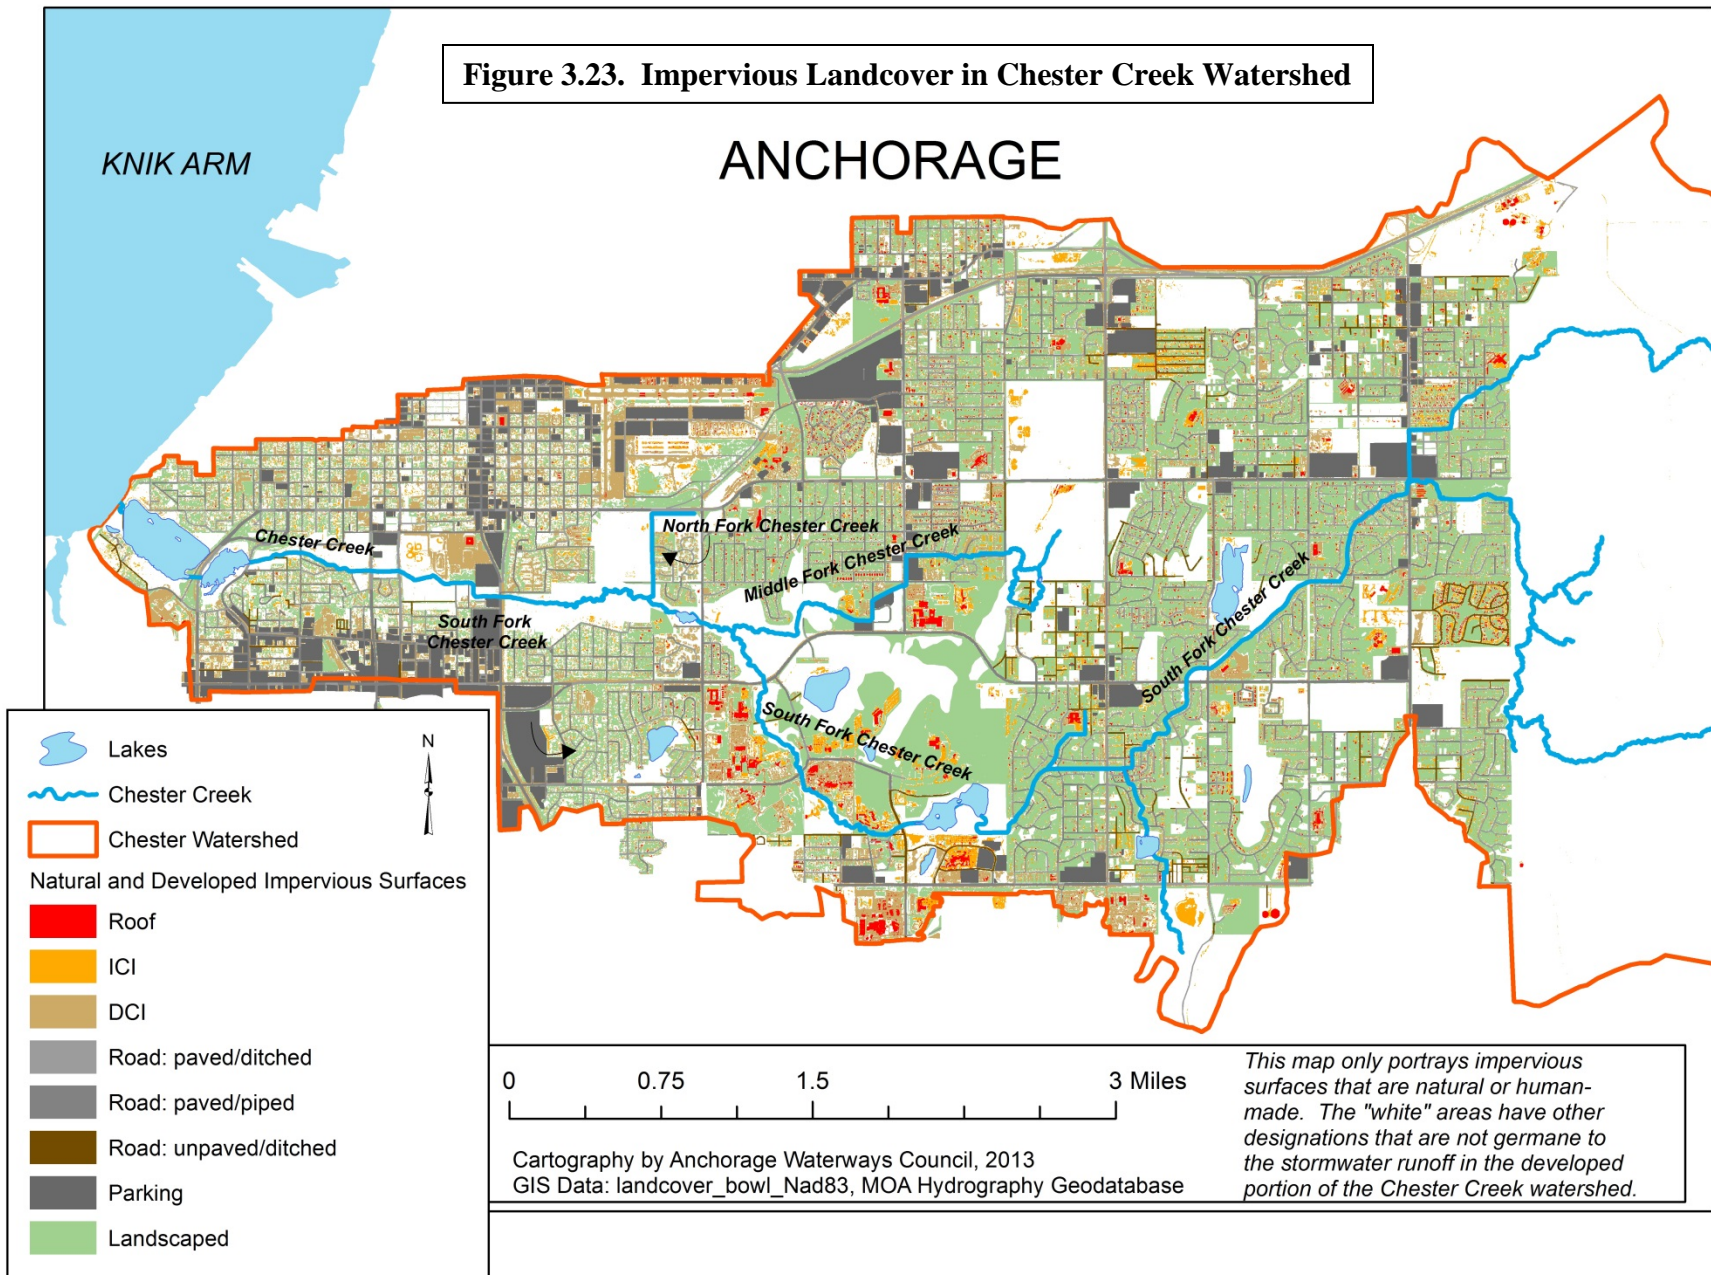 Figure 3.23.  Impervious Landcover in Chester Creek Watershed
KNIK ARM
ANCHORAGE
North Fork Chester Creek
Chester Creek
Middle Fork Chester Creek
South Fork
Chester Creek
South Fork Chester Creek
South Fork Chester Creek
N
Lakes
Chester Creek
Chester Watershed
Natural and Developed Impervious Surfaces
Roof
ICI
DCI
Road: paved/ditched
Road: paved/piped
Road: unpaved/ditched
Parking
Landscaped
0 0.75 1.5 3 Miles
Cartography by Anchorage Waterways Council, 2013
GIS Data: landcover_bowl_Nad83, MOA Hydrography Geodatabase
This map only portrays impervious
surfaces that are natural or human-
made.  The "white" areas have other
designations that are not germane to
the stormwater runoff in the developed
portion of the Chester Creek watershed.